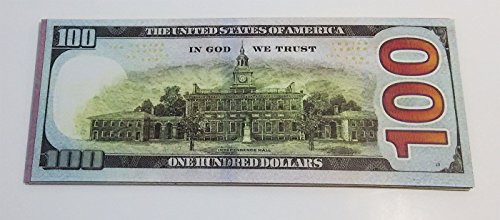 THE UNITED STATES OF AMERICA
100
IN GOD WE TRUST
100
INDEPENDENCE HALL
100
ONE HUNDRED DOLLARS